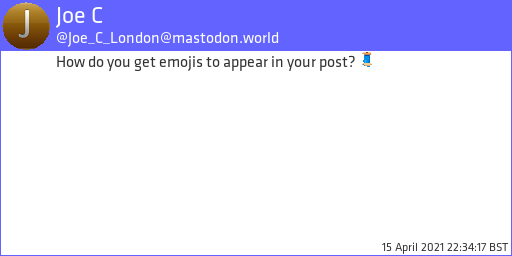 J
Joe C
@Joe_C_London@mastodon.world
How do you get emojis to appear in your post? 🧵
15 April 2021 22:34:17 BST